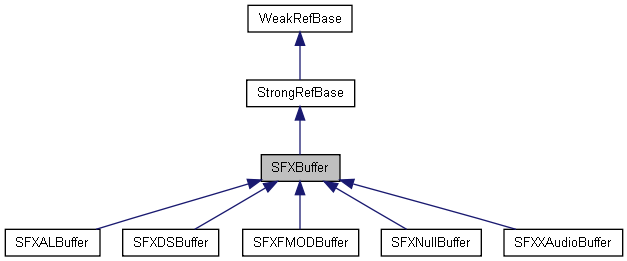 WeakRefBase
StrongRefBase
SFXBuffer
SFXALBuffer
SFXDSBuffer
SFXFMODBuffer
SFXNullBuffer
SFXXAudioBuffer